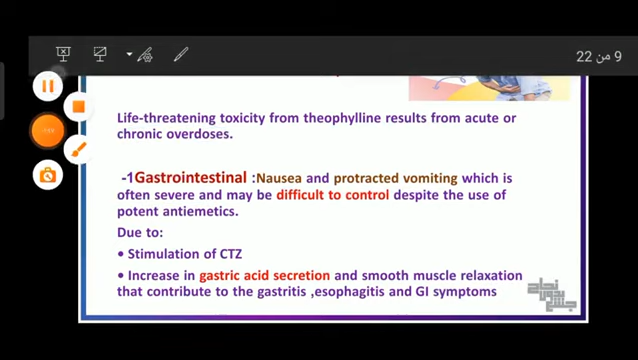 9 من 22
Life-threatening toxicity from theophylline results from acute or
chronic overdoses.
-1Gastrointestinal :Nausea and protracted vomiting which is
often severe and may be difficult to control despite the use of
potent antiemetics.
Due to:
• Stimulation of CTZ
• Increase in gastric acid secretion and smooth muscle relaxation
that contribute to the gastritis ,esophagitis and GI symptoms